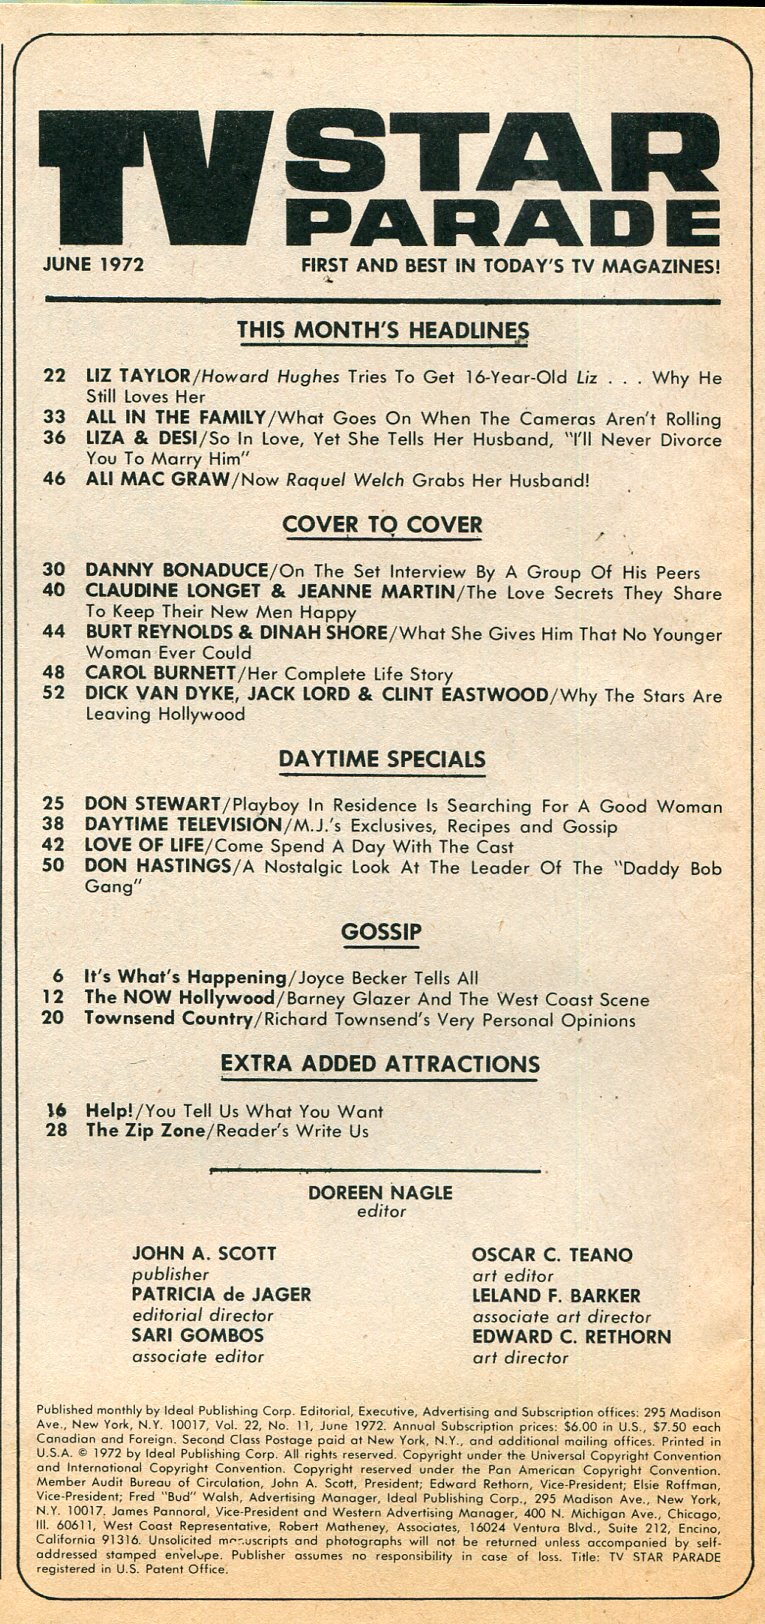 TV STAR
PARADE
JUNE 1972 FIRST AND BEST IN TODAY'S TV MAGAZINES!
THIS MONTH'S HEADLINES
22 LIZ TAYLOR/Howard Hughes Tries To Get 16-Year-Old Liz . . . Why He
Still Loves Her
33 ALL IN THE FAMILY/What Goes On When The Cameras Aren't Rolling
36 LIZA & DESI/So In Love, Yet She Tells Her Husband, "I'll Never Divorce
You To Marry Him"
46 ALI MAC GRAW/Now Raquel Welch Grabs Her Husband!
COVER TO COVER
30 DANNY BONADUCE/On The Set Interview By A Group Of His Peers
40 CLAUDINE LONGET & JEANNE MARTIN/The Love Secrets They Share
To Keep Their New Men Happy
44 BURT REYNOLDS & DINAH SHORE/What She Gives Him That No Younger
Woman Ever Could
48 CAROL BURNETT/Her Complete Life Story
52 DICK VAN DYKE, JACK LORD & CLINT EASTWOOD/Why The Stars Are
Leaving Hollywood
DAYTIME SPECIALS
25 DON STEWART/Playboy In Residence Is Searching For A Good Woman
38 DAYTIME TELEVISION/M.J.'s Exclusives, Recipes and Gossip
42 LOVE OF LIFE/Come Spend A Day With The Cast
50 DON HASTINGS/A Nostalgic Look At The Leader Of The "Daddy Bob
Gang"
GOSSIP
6 It's What's Happening/Joyce Becker Tells All
12 The NOW Hollywood/Barney Glazer And The West Coast Scene
20 Townsend Country/Richard Townsend's Very Personal Opinions
EXTRA ADDED ATTRACTIONS
16 Help!/You Tell Us What You Want
28 The Zip Zone/Reader's Write Us
DOREEN NAGLE
editor
JOHN A. SCOTT
publisher
PATRICIA de JAGER
editorial director
SARI GOMBOS
associate editor
OSCAR C. TEANO
art editor
LELAND F. BARKER
associate art director
EDWARD C. RETHORN
art director
Published monthly by Ideal Publishing Corp. Editorial, Executive, Advertising and Subscription offices: 295 Madison
Ave., New York, N.Y. 10017, Vol. 22, No. 11, June 1972. Annual Subscription prices: $6.00 in U.S., $7.50 each
Canadian and Foreign. Second Class Postage paid at New York, N.Y., and additional mailing offices. Printed in
U.S.A. © 1972 by Ideal Publishing Corp. All rights reserved. Copyright under the Universal Copyright Convention
and International Copyright Convention. Copyright reserved under the Pan American Copyright Convention.
Member Audit Bureau of Circulation, John A. Scott, President; Edward Rethorn, Vice-President; Elsie Roffman,
Vice-President; Fred "Bud" Walsh, Advertising Manager, Ideal Publishing Corp., 295 Madison Ave., New York,
N.Y. 10017. James Pannoral, Vice-President and Western Advertising Manager, 400 N. Michigan Ave., Chicago,
Ill. 60611, West Coast Representative, Robert Matheney, Associates, 16024 Ventura Blvd., Suite 212, Encino,
California 91316. Unsolicited manuscripts and photographs will not be returned unless accompanied by self-
addressed stamped envelope. Publisher assumes no responsibility in case of loss. Title: TV STAR PARADE
registered in U.S. Patent Office.